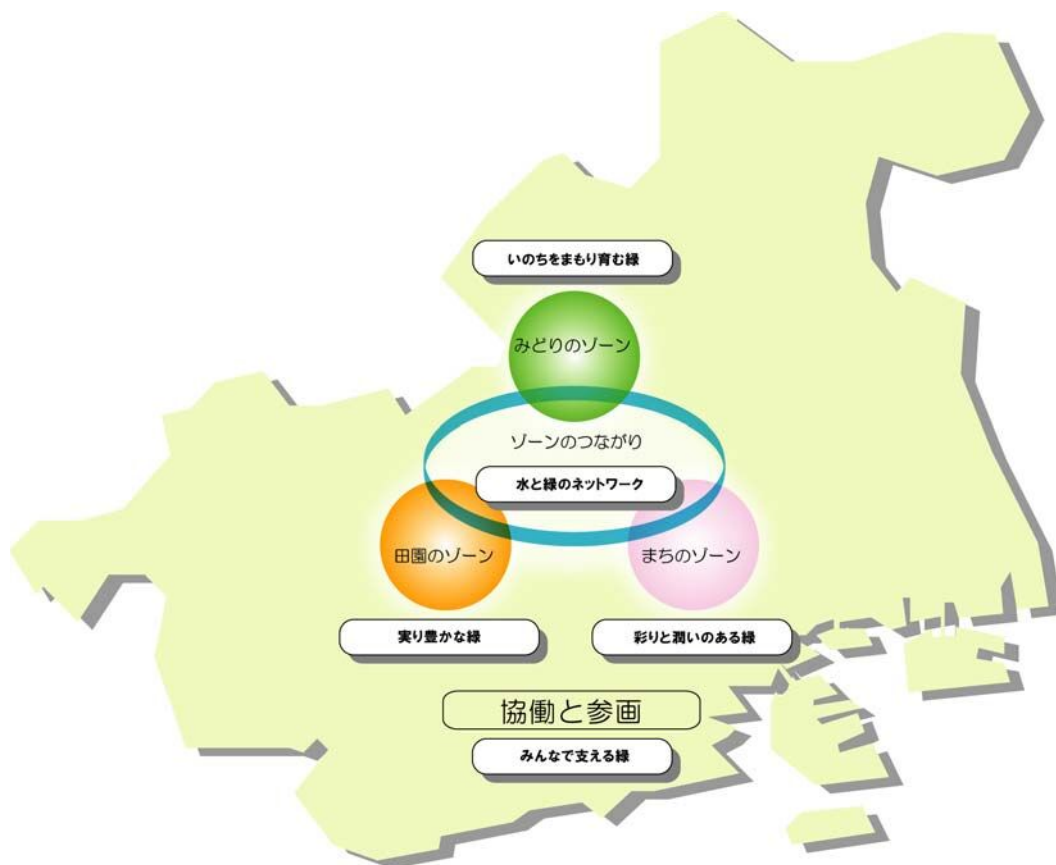 いのちをまもり育む緑
みどりのゾーン
ゾーンのつながり
水と緑のネットワーク
田園のゾーン
まちのゾーン
実り豊かな緑
彩りと潤いのある緑
協働と参画
みんなで支える緑